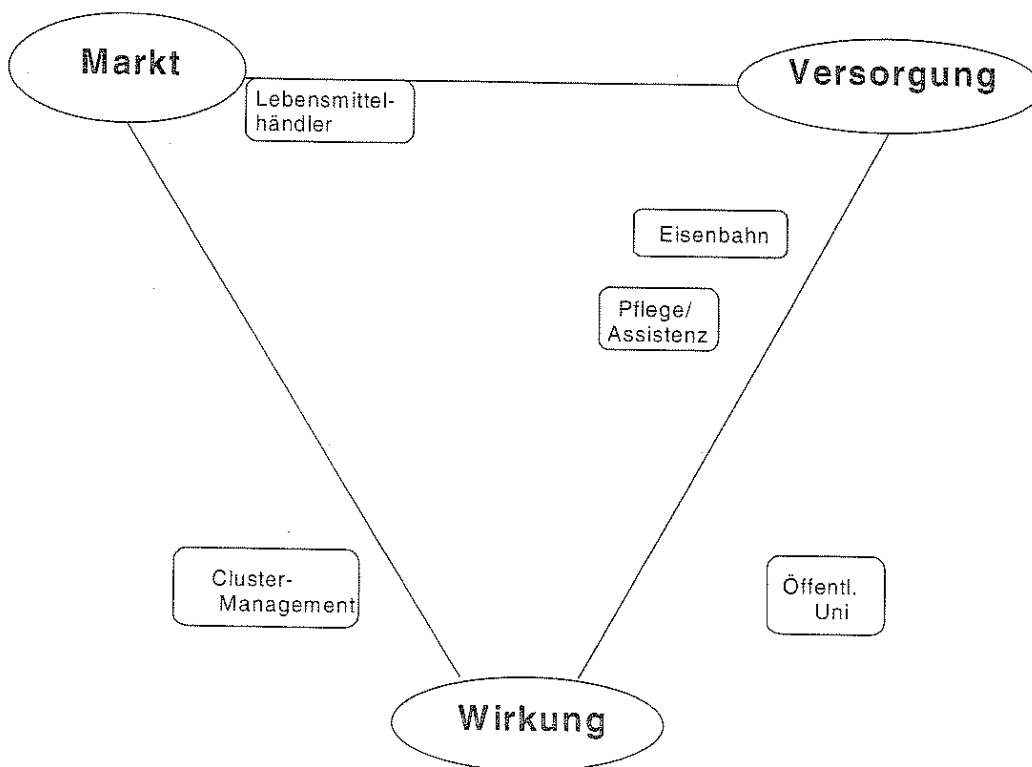 Markt
Versorgung
Lebensmittel-
händler
Eisenbahn
Pflege/
Assistenz
Cluster-
Management
Öffentl.
Uni
Wirkung